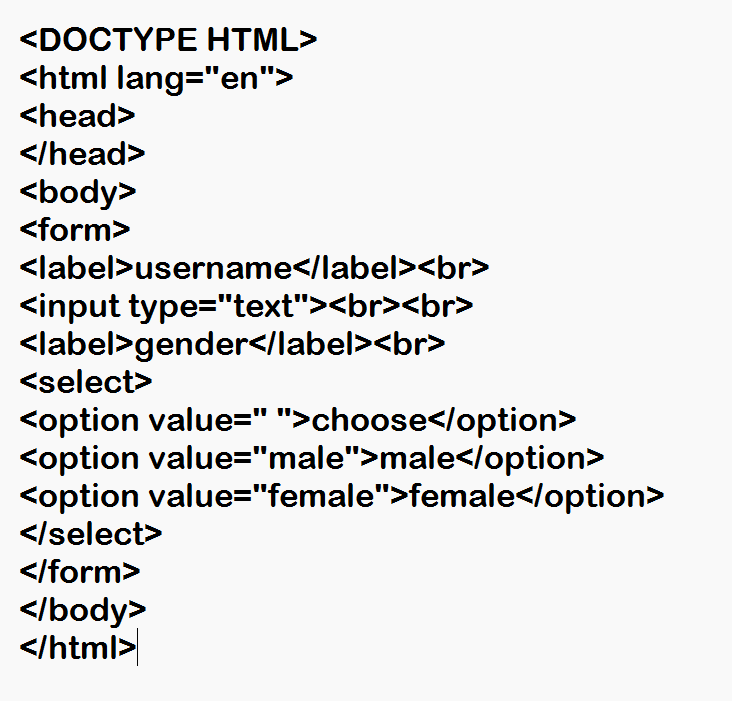 <DOCTYPE HTML>
<html lang="en">
<head>
</head>
<body>
<form>
<label>username</label><br>
<input type="text"><br><br>
<label>gender</label><br>
<select>
<option value=" ">choose</option>
<option value="male">male</option>
<option value="female">female</option>
</select>
</form>
</body>
</html>